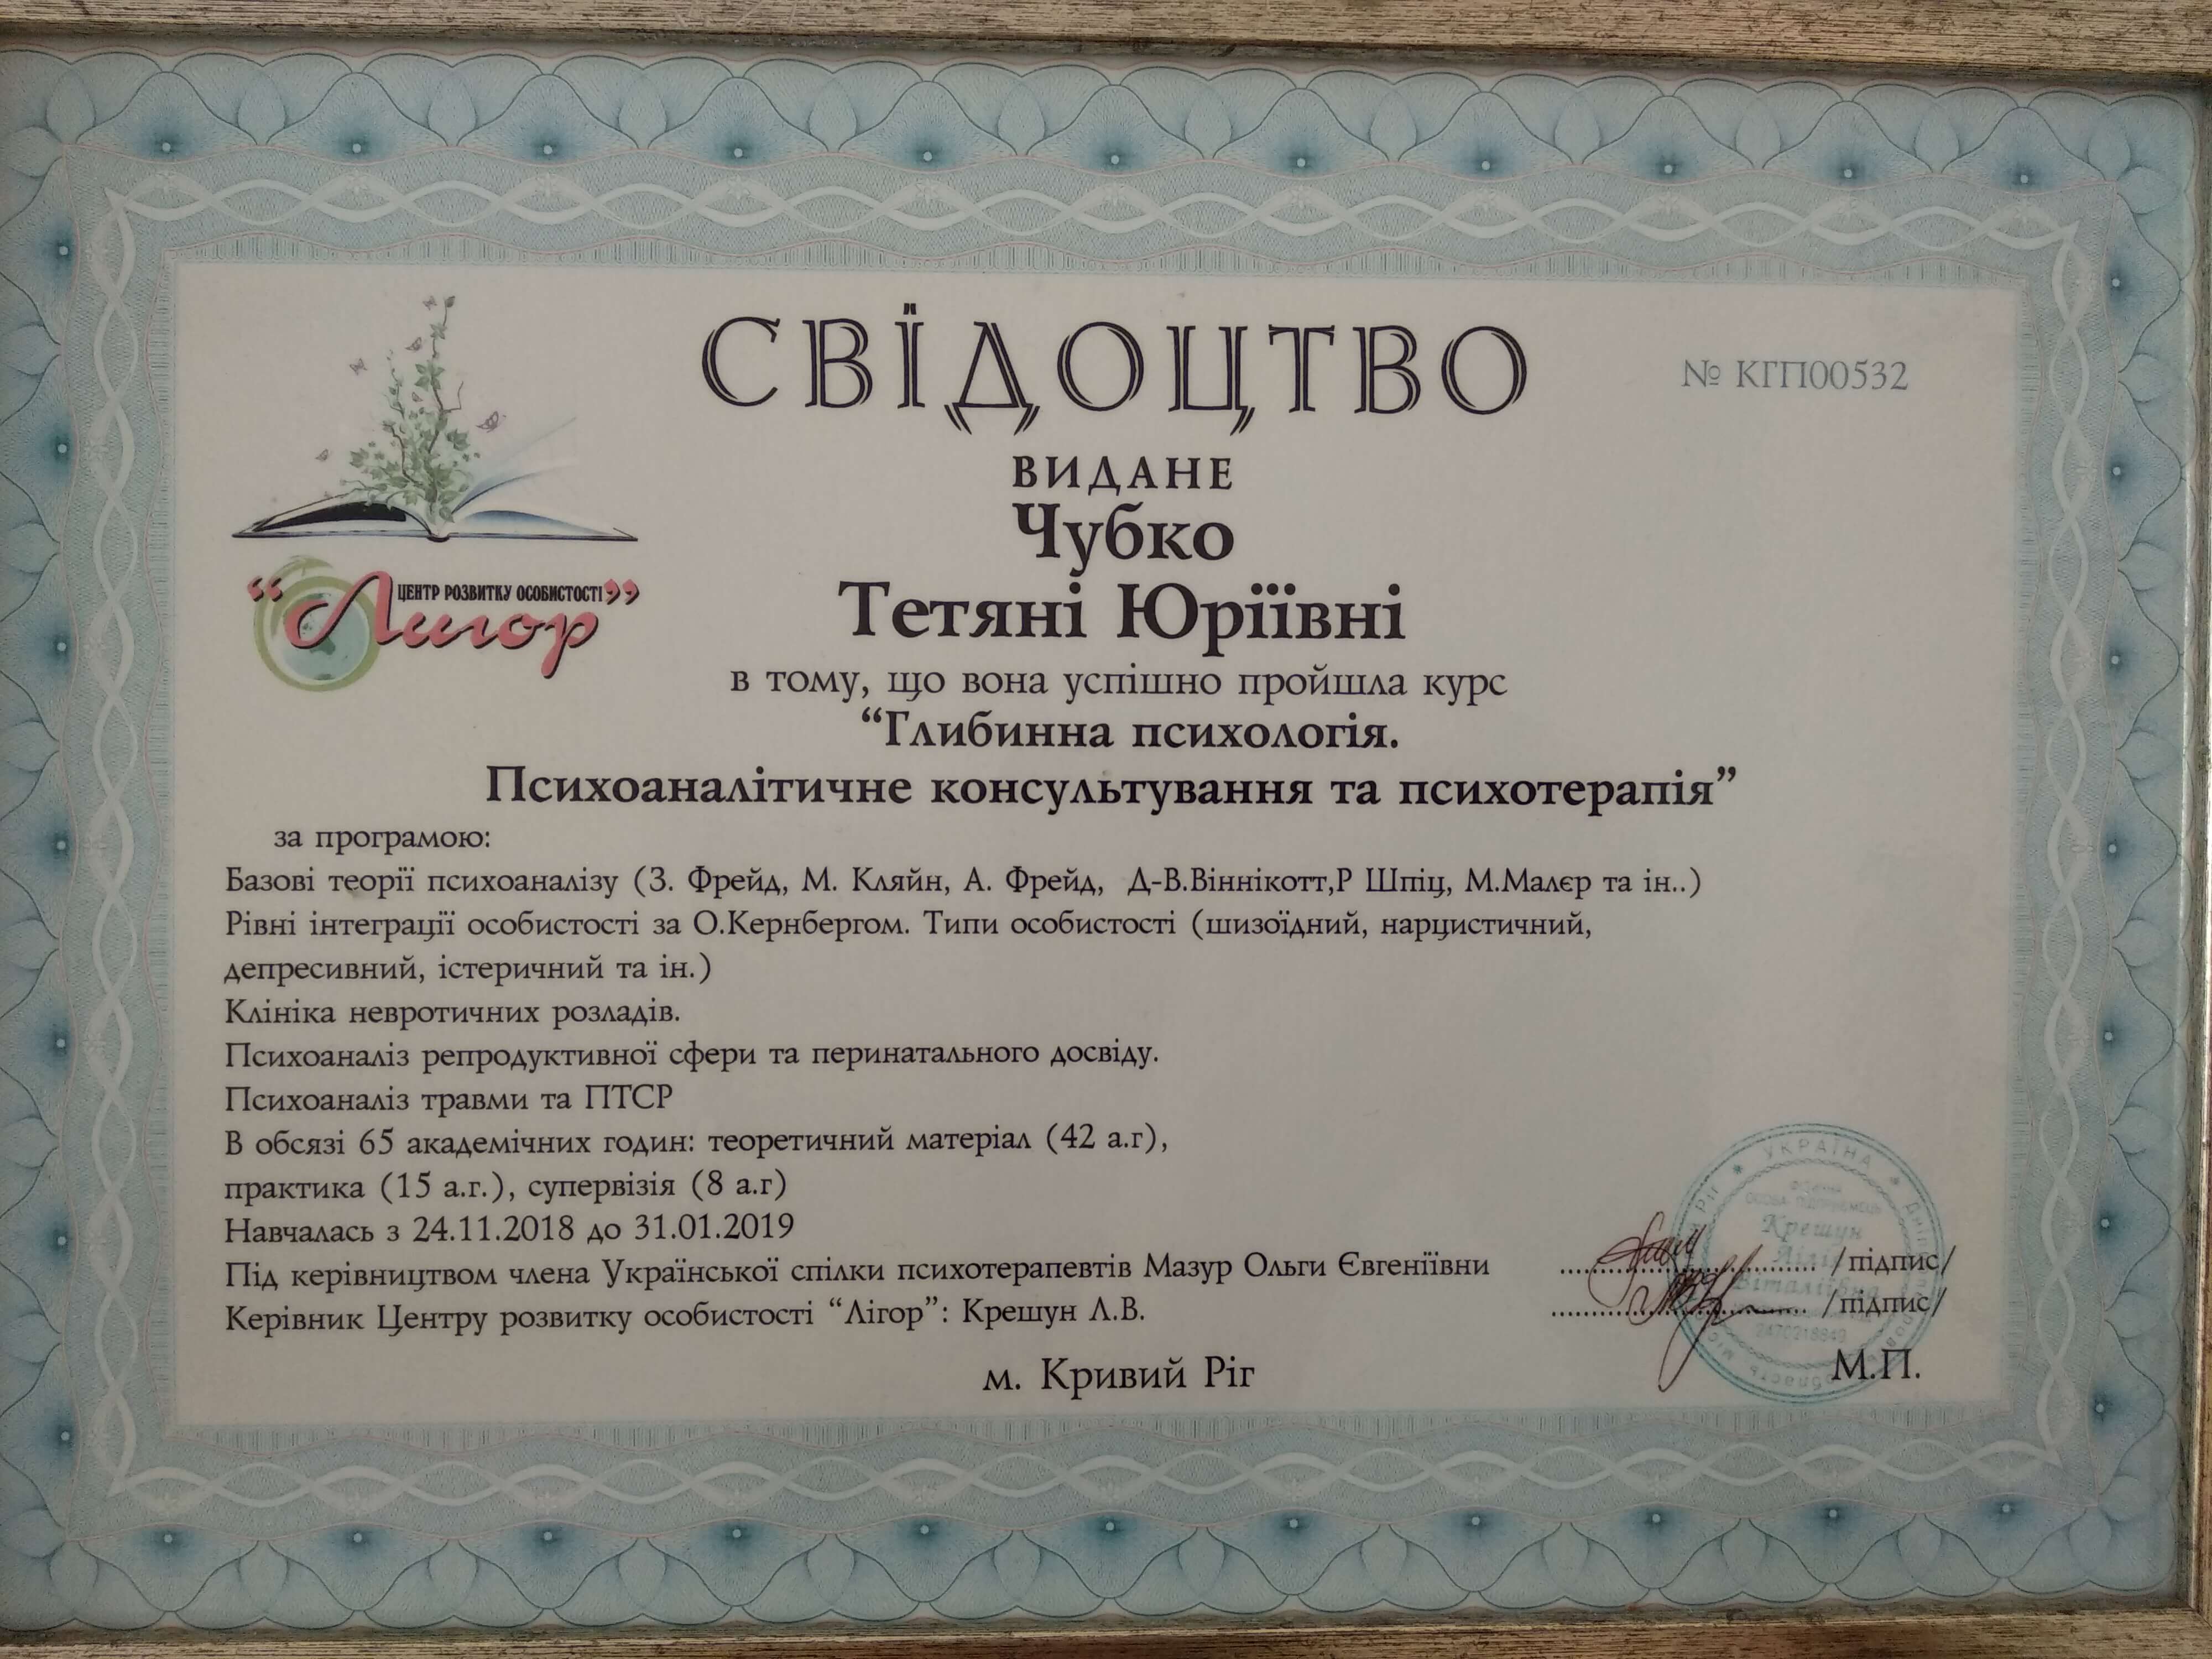 СВЇДОЦТВО
№ КГП00532
ВИДАНЕ
Чубко
Тетяні Юріївні
“Лігор”
ЦЕНТР РОЗВИТКУ ОСОБИСТОСТІ
в тому, що вона успішно пройшла курс
“Глибинна психологія.
Психоаналітичне консультування та психотерапія”
за програмою:
Базові теорії психоаналізу (З. Фрейд, М. Кляйн, А. Фрейд, Д-В.Віннікотт,Р Шпіц, М.Малєр та ін..)
Рівні інтеграції особистості за О.Кернбергом. Типи особистості (шизоїдний, нарцистичний,
депресивний, істеричний та ін.)
Клініка невротичних розладів.
Психоаналіз репродуктивної сфери та перинатального досвіду.
Психоаналіз травми та ПТСР
В обсязі 65 академічних годин: теоретичний матеріал (42 а.г),
практика (15 а.г.), супервізія (8 а.г)
Навчалась з 24.11.2018 до 31.01.2019
Під керівництвом члена Української спілки психотерапевтів Мазур Ольги Євгеніївни /підпис/
Керівник Центру розвитку особистості “Лігор”: Крешун Л.В. /підпис/
УКРАЇНА
Крешун
м. Кривий Ріг
М.П.